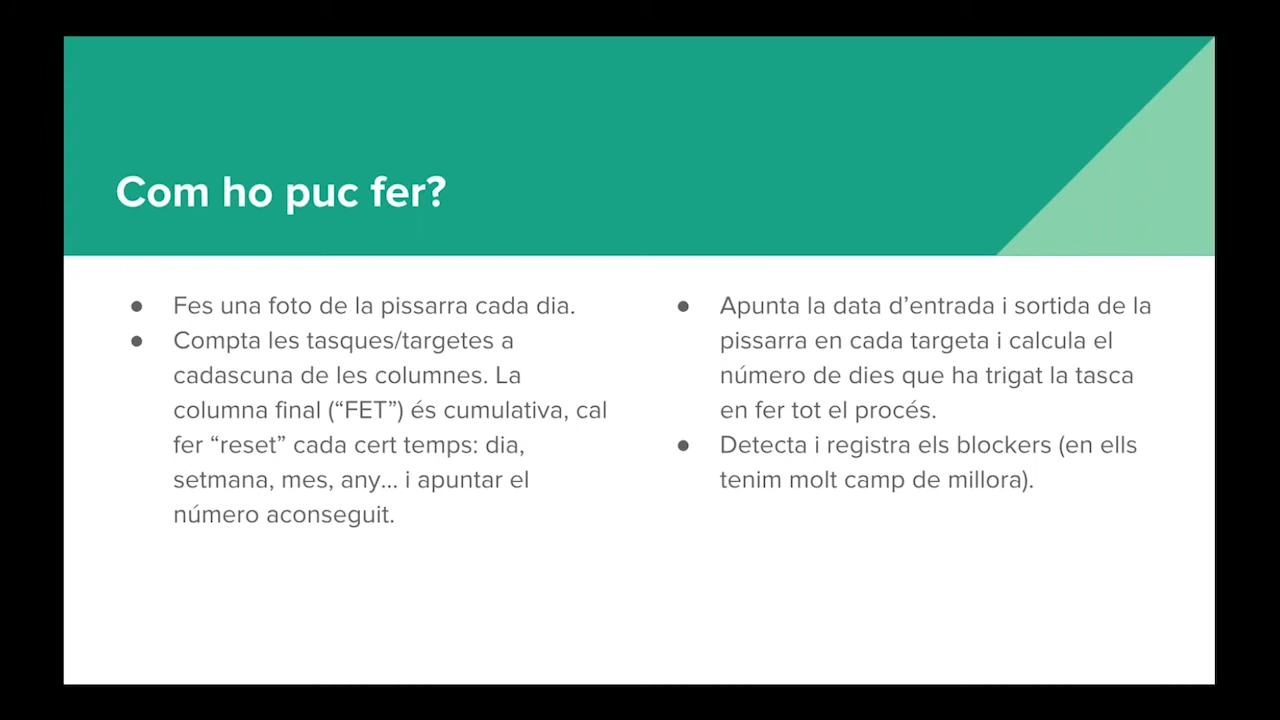 Com ho puc fer?
● Fes una foto de la pissarra cada dia.
● Compta les tasques/targetes a
cadascuna de les columnes. La
columna final (“FET”) és cumulativa, cal
fer “reset” cada cert temps: dia,
setmana, mes, any... i apuntar el
número aconseguit.
● Apunta la data d’entrada i sortida de la
pissarra en cada targeta i calcula el
número de dies que ha trigat la tasca
en fer tot el procés.
● Detecta i registra els blockers (en ells
tenim molt camp de millora).